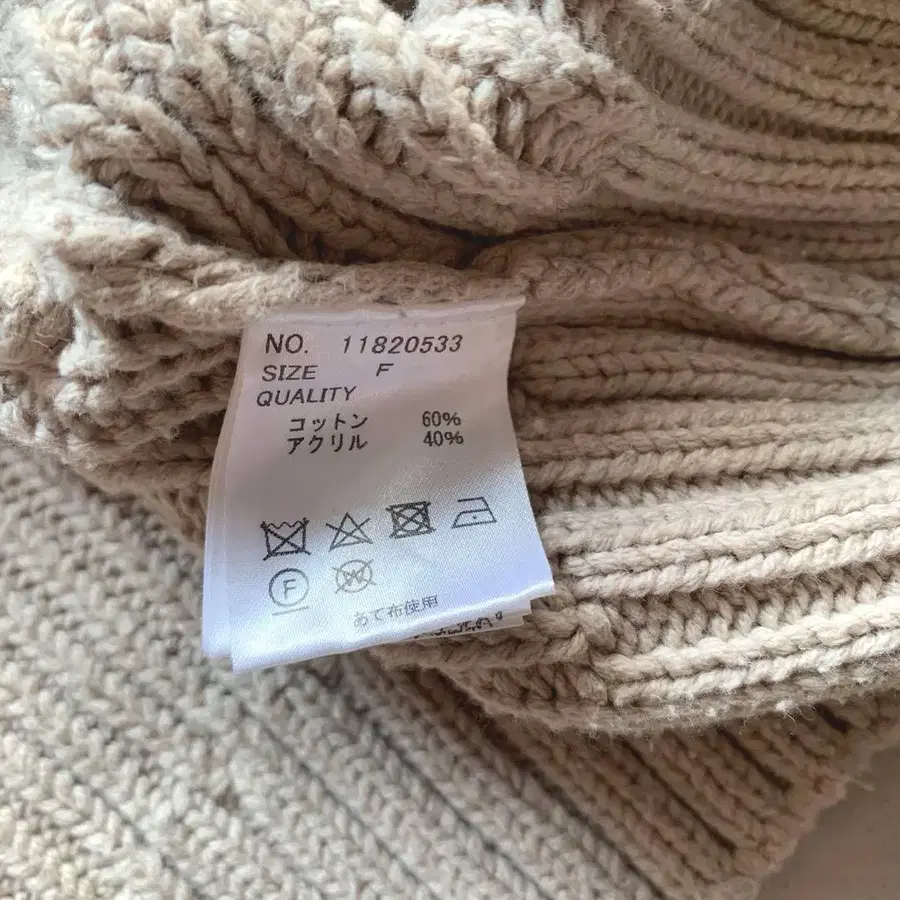 NO. 11820533
SIZE F
QUALITY
コットン 60%
アクリル 40%
F W
あて布使用